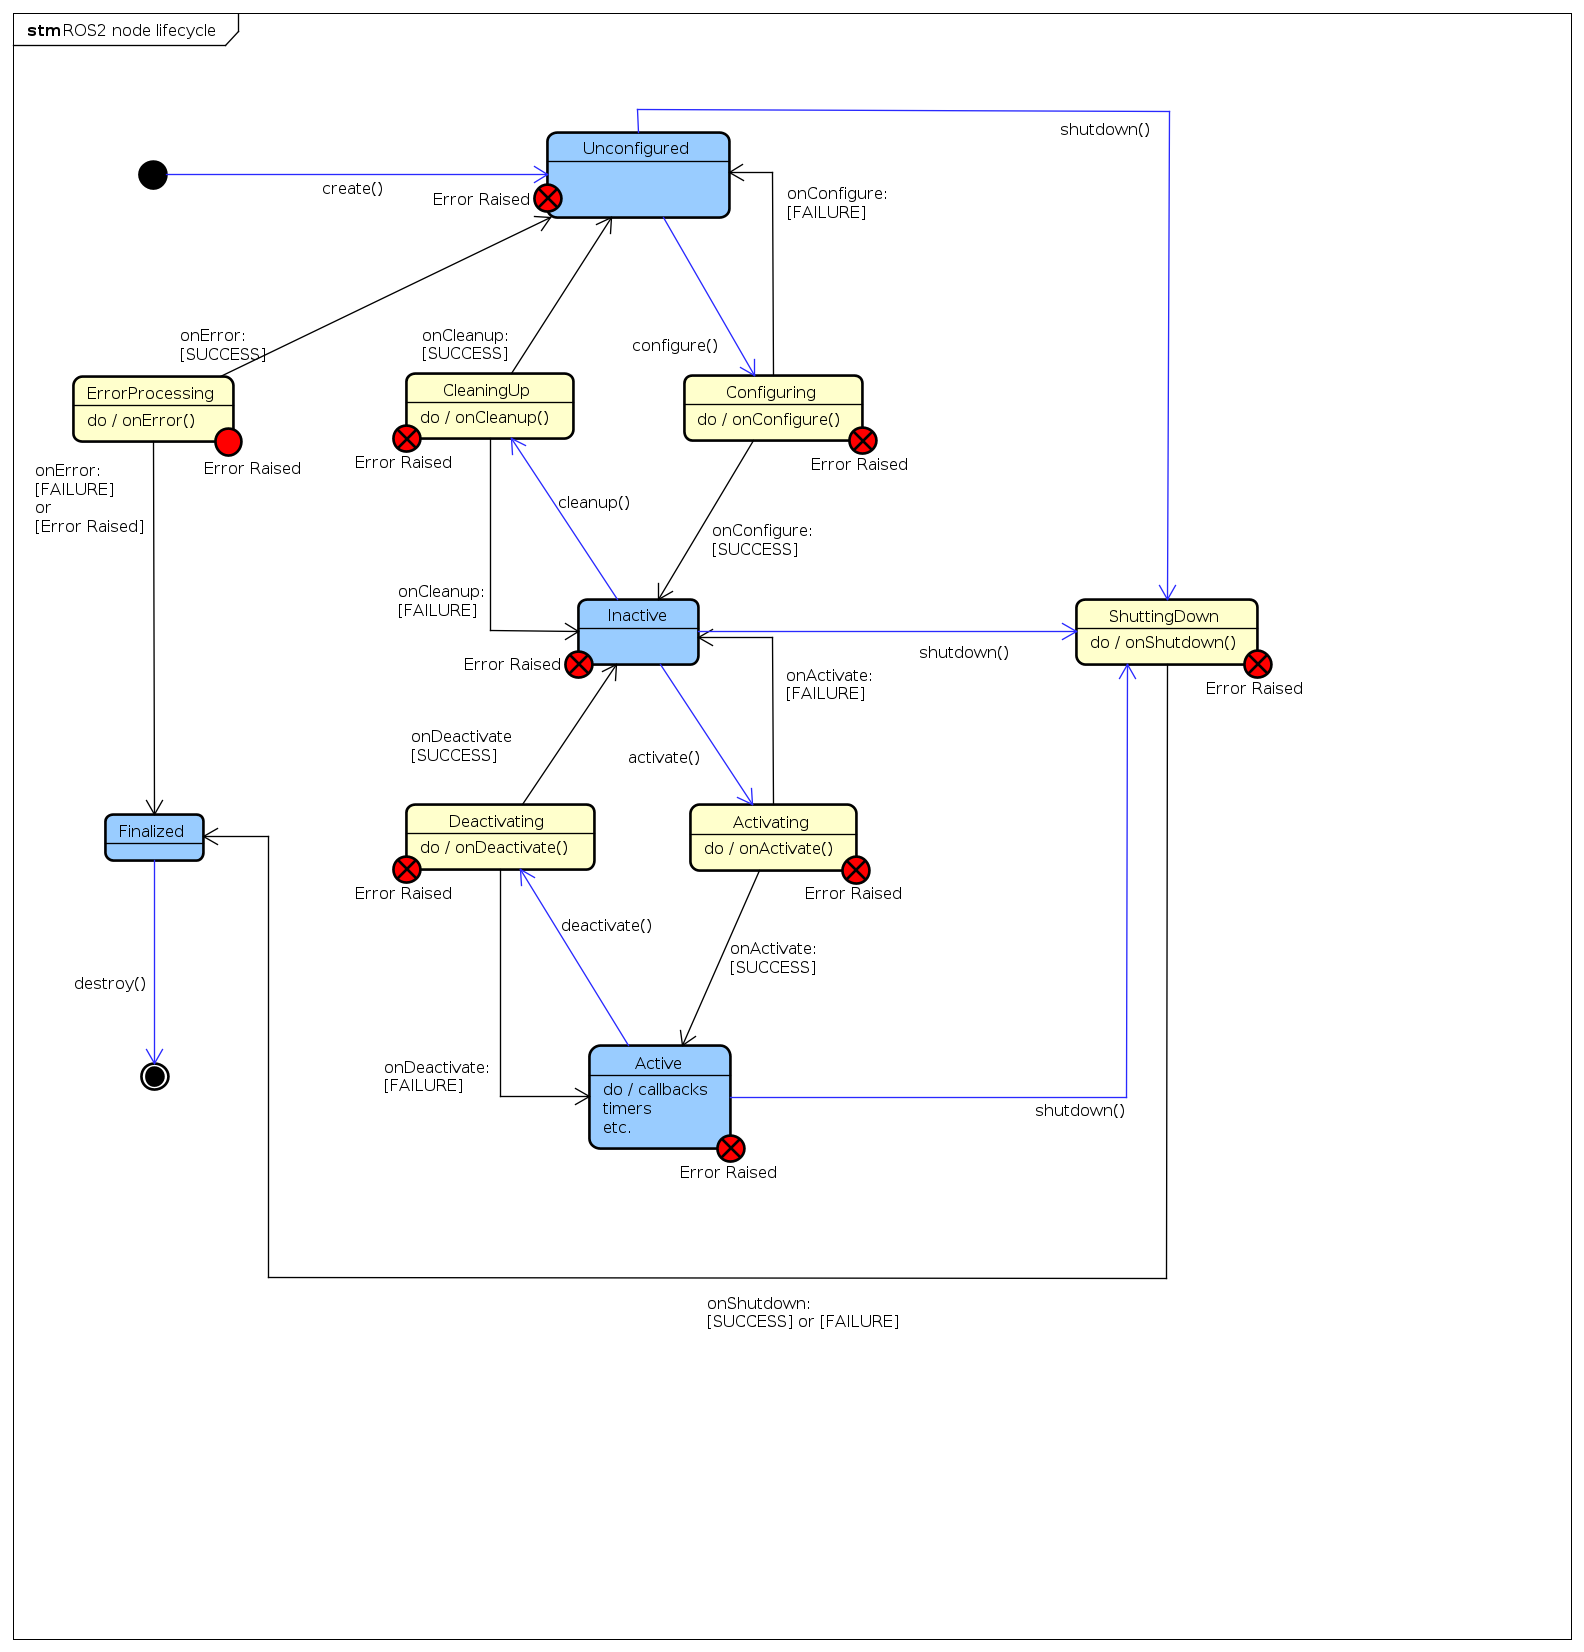 stm ROS2 node lifecycle
shutdown()
Unconfigured
create()
Error Raised
onConfigure:
[FAILURE]
onError:
[SUCCESS]
onCleanup:
[SUCCESS]
configure()
ErrorProcessing
do / onError()
Error Raised
CleaningUp
do / onCleanup()
Error Raised
Configuring
do / onConfigure()
Error Raised
onError:
[FAILURE]
or
[Error Raised]
cleanup()
onConfigure:
[SUCCESS]
onCleanup:
[FAILURE]
Inactive
Error Raised
shutdown()
ShuttingDown
do / onShutdown()
Error Raised
onActivate:
[FAILURE]
onDeactivate
[SUCCESS]
activate()
Finalized
Deactivating
do / onDeactivate()
Error Raised
Activating
do / onActivate()
Error Raised
deactivate()
onActivate:
[SUCCESS]
destroy()
onDeactivate:
[FAILURE]
Active
do / callbacks
timers
etc.
Error Raised
shutdown()
onShutdown:
[SUCCESS] or [FAILURE]